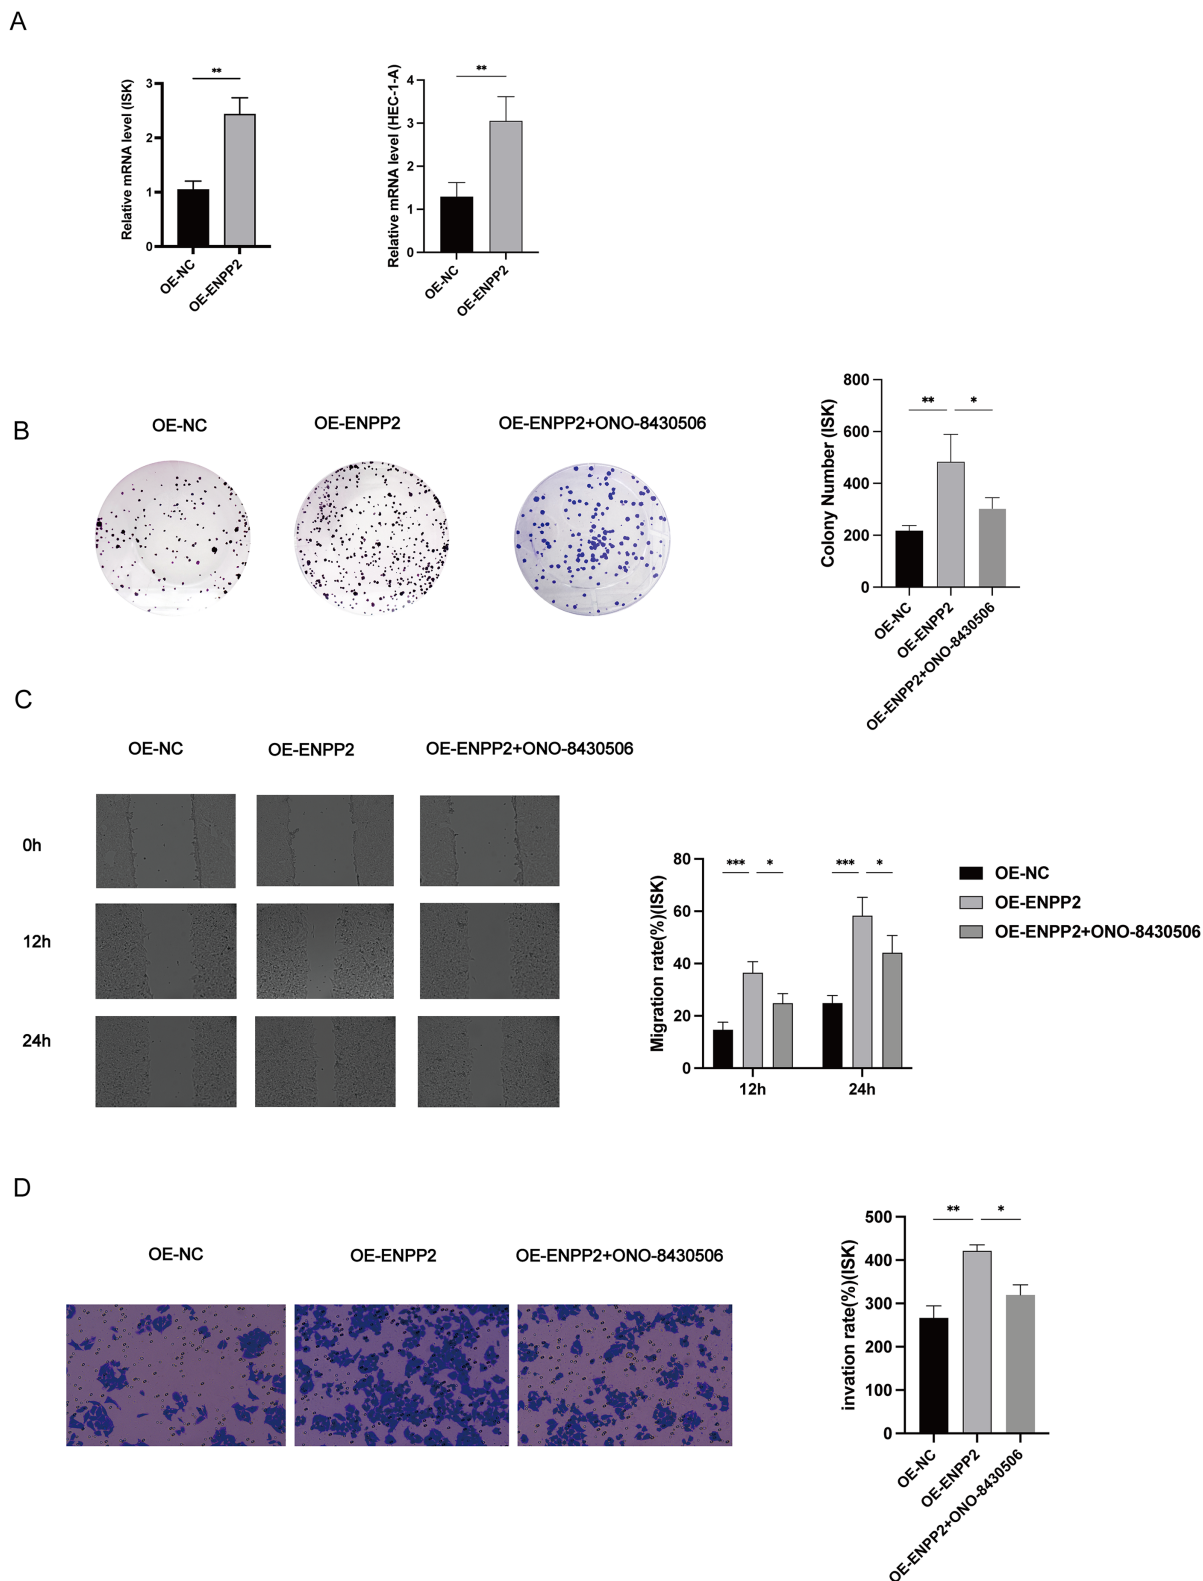 A
Relative mRNA level (ISK)
3
2
1
0
**
OE-NC
OE-ENPP2
Relative mRNA level (HEC-1-A)
4
3
2
1
0
**
OE-NC
OE-ENPP2
B
OE-NC
OE-ENPP2
OE-ENPP2+ONO-8430506
Colony Number (ISK)
800
600
400
200
0
**
*
OE-NC
OE-ENPP2
OE-ENPP2+ONO-8430506
C
OE-NC
OE-ENPP2
OE-ENPP2+ONO-8430506
0h
12h
24h
Migration rate(%)(ISK)
80
60
40
20
0
***
*
***
*
12h
24h
OE-NC
OE-ENPP2
OE-ENPP2+ONO-8430506
D
OE-NC
OE-ENPP2
OE-ENPP2+ONO-8430506
invation rate(%)(ISK)
500
400
300
200
100
0
**
*
OE-NC
OE-ENPP2
OE-ENPP2+ONO-8430506